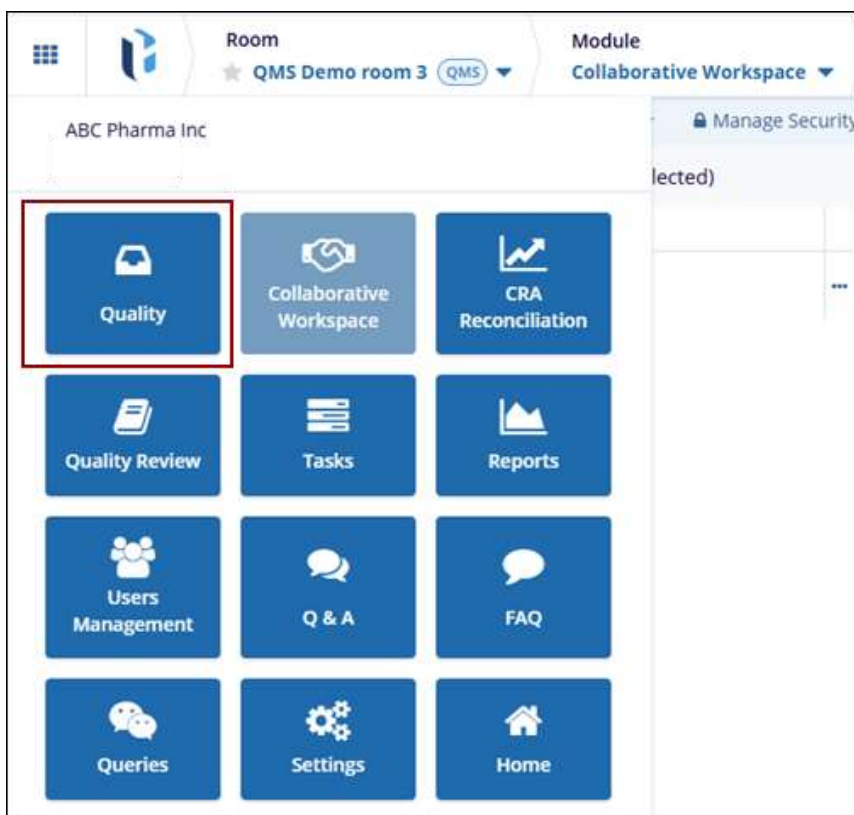 Room
Module
QMS Demo room 3 QMS
Collaborative Workspace
ABC Pharma Inc
Manage Security
lected)
Quality
Collaborative
Workspace
CRA
Reconciliation
Quality Review
Tasks
Reports
Users
Management
Q & A
FAQ
Queries
Settings
Home